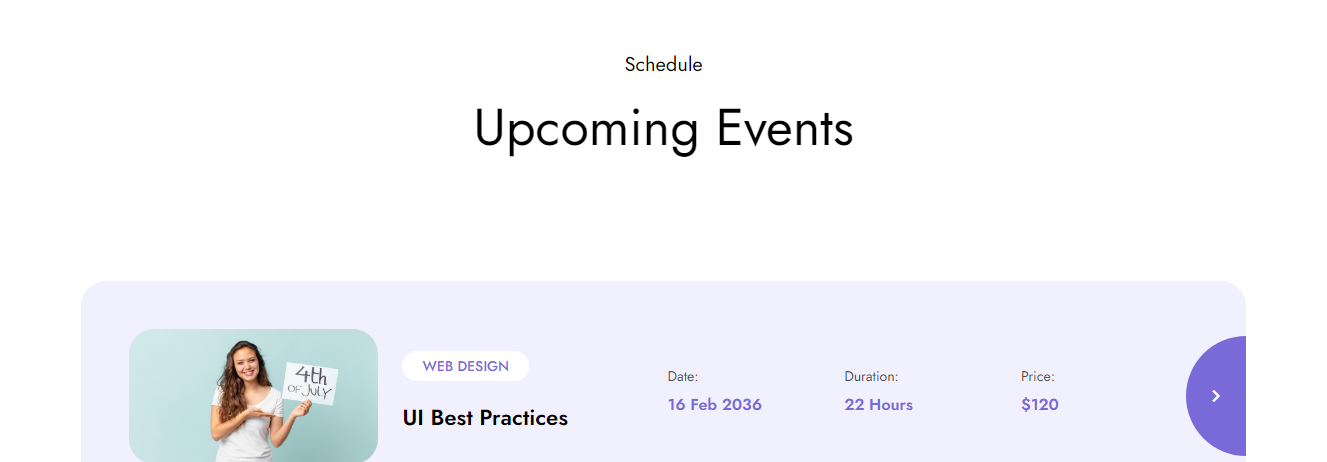 Schedule
Upcoming Events
4th
OF JULY
WEB DESIGN
UI Best Practices
Date:
16 Feb 2036
Duration:
22 Hours
Price:
$120